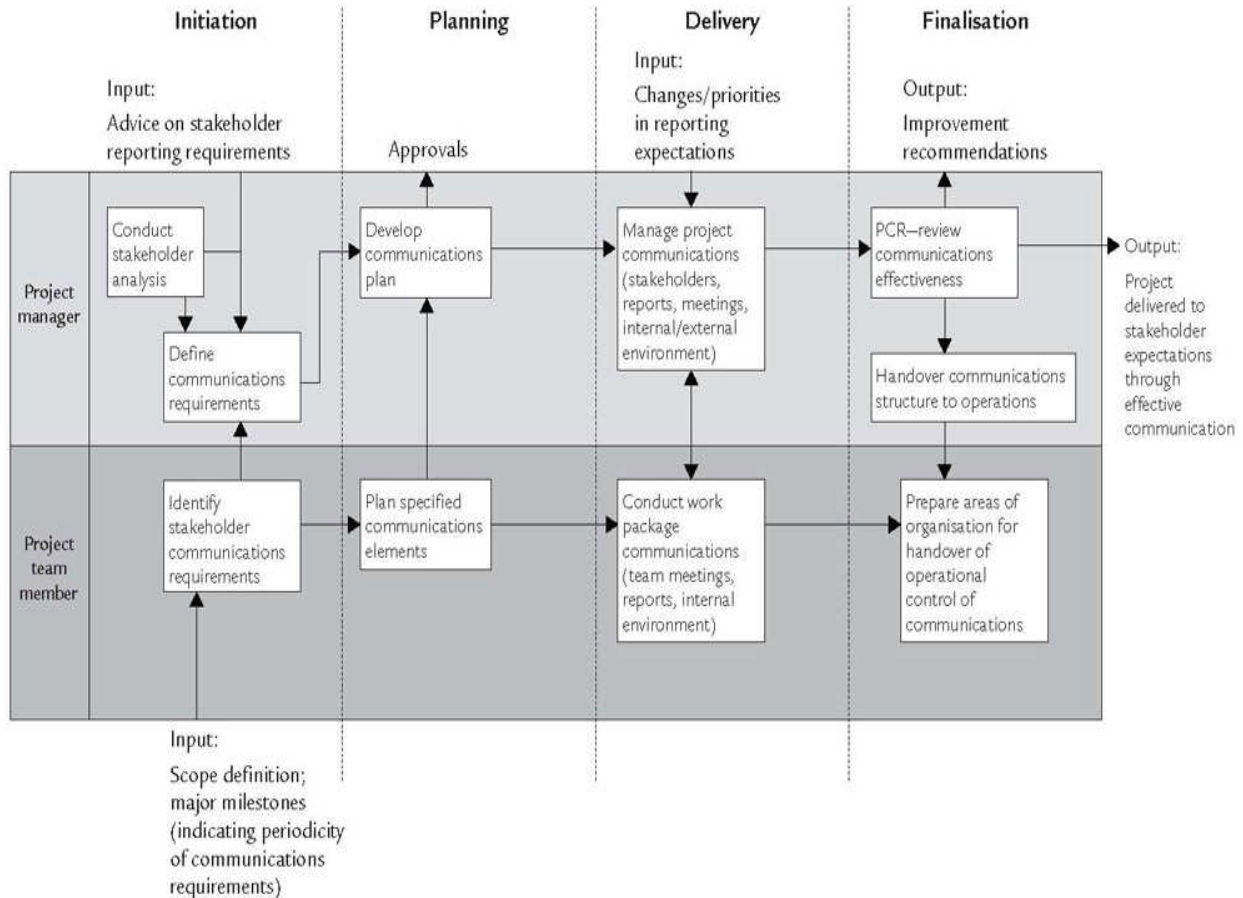 Initiation
Planning
Delivery
Finalisation
Input:
Advice on stakeholder
reporting requirements
Approvals
Input:
Changes/priorities
in reporting
expectations
Output:
Improvement
recommendations
Project
manager
Conduct
stakeholder
analysis
Define
communications
requirements
Develop
communications
plan
Manage project
communications
(stakeholders,
reports, meetings,
internal/external
environment)
PCR—review
communications
effectiveness
Handover communications
structure to operations
Output:
Project
delivered to
stakeholder
expectations
through
effective
communication
Project
team
member
Identify
stakeholder
communications
requirements
Plan specified
communications
elements
Conduct work
package
communications
(team meetings,
reports, internal
environment)
Prepare areas of
organisation for
handover of
operational
control of
communications
Input:
Scope definition;
major milestones
(indicating periodicity
of communications
requirements)